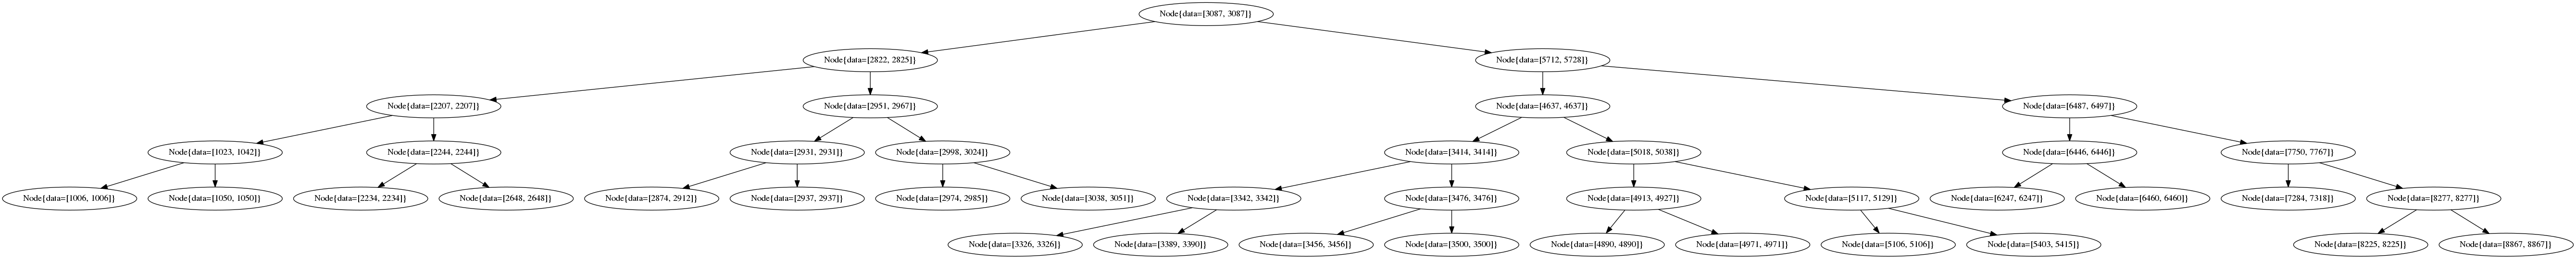 Node{data=[3087, 3087]}
Node{data=[2822, 2825]}
Node{data=[5712, 5728]}
Node{data=[2207, 2207]}
Node{data=[2951, 2967]}
Node{data=[4637, 4637]}
Node{data=[6487, 6497]}
Node{data=[1023, 1042]}
Node{data=[2244, 2244]}
Node{data=[2931, 2931]}
Node{data=[2998, 3024]}
Node{data=[3414, 3414]}
Node{data=[5018, 5038]}
Node{data=[6446, 6446]}
Node{data=[7750, 7767]}
Node{data=[1006, 1006]}
Node{data=[1050, 1050]}
Node{data=[2234, 2234]}
Node{data=[2648, 2648]}
Node{data=[2874, 2912]}
Node{data=[2937, 2937]}
Node{data=[2974, 2985]}
Node{data=[3038, 3051]}
Node{data=[3342, 3342]}
Node{data=[3476, 3476]}
Node{data=[4913, 4927]}
Node{data=[5117, 5129]}
Node{data=[6247, 6247]}
Node{data=[6460, 6460]}
Node{data=[7284, 7318]}
Node{data=[8277, 8277]}
Node{data=[3326, 3326]}
Node{data=[3389, 3390]}
Node{data=[3456, 3456]}
Node{data=[3500, 3500]}
Node{data=[4890, 4890]}
Node{data=[4971, 4971]}
Node{data=[5106, 5106]}
Node{data=[5403, 5415]}
Node{data=[8225, 8225]}
Node{data=[8867, 8867]}